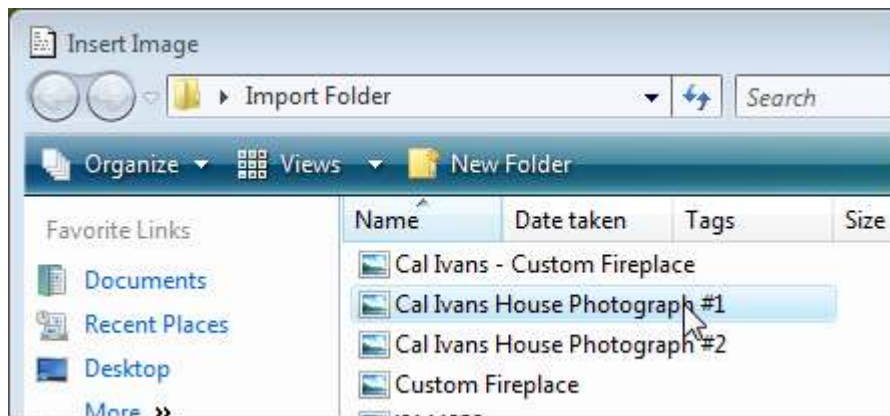 Insert Image
Import Folder Search
Organize Views New Folder
Favorite Links
Documents
Recent Places
Desktop
More »
Name Date taken Tags Size
Cal Ivans - Custom Fireplace
Cal Ivans House Photograph #1
Cal Ivans House Photograph #2
Custom Fireplace